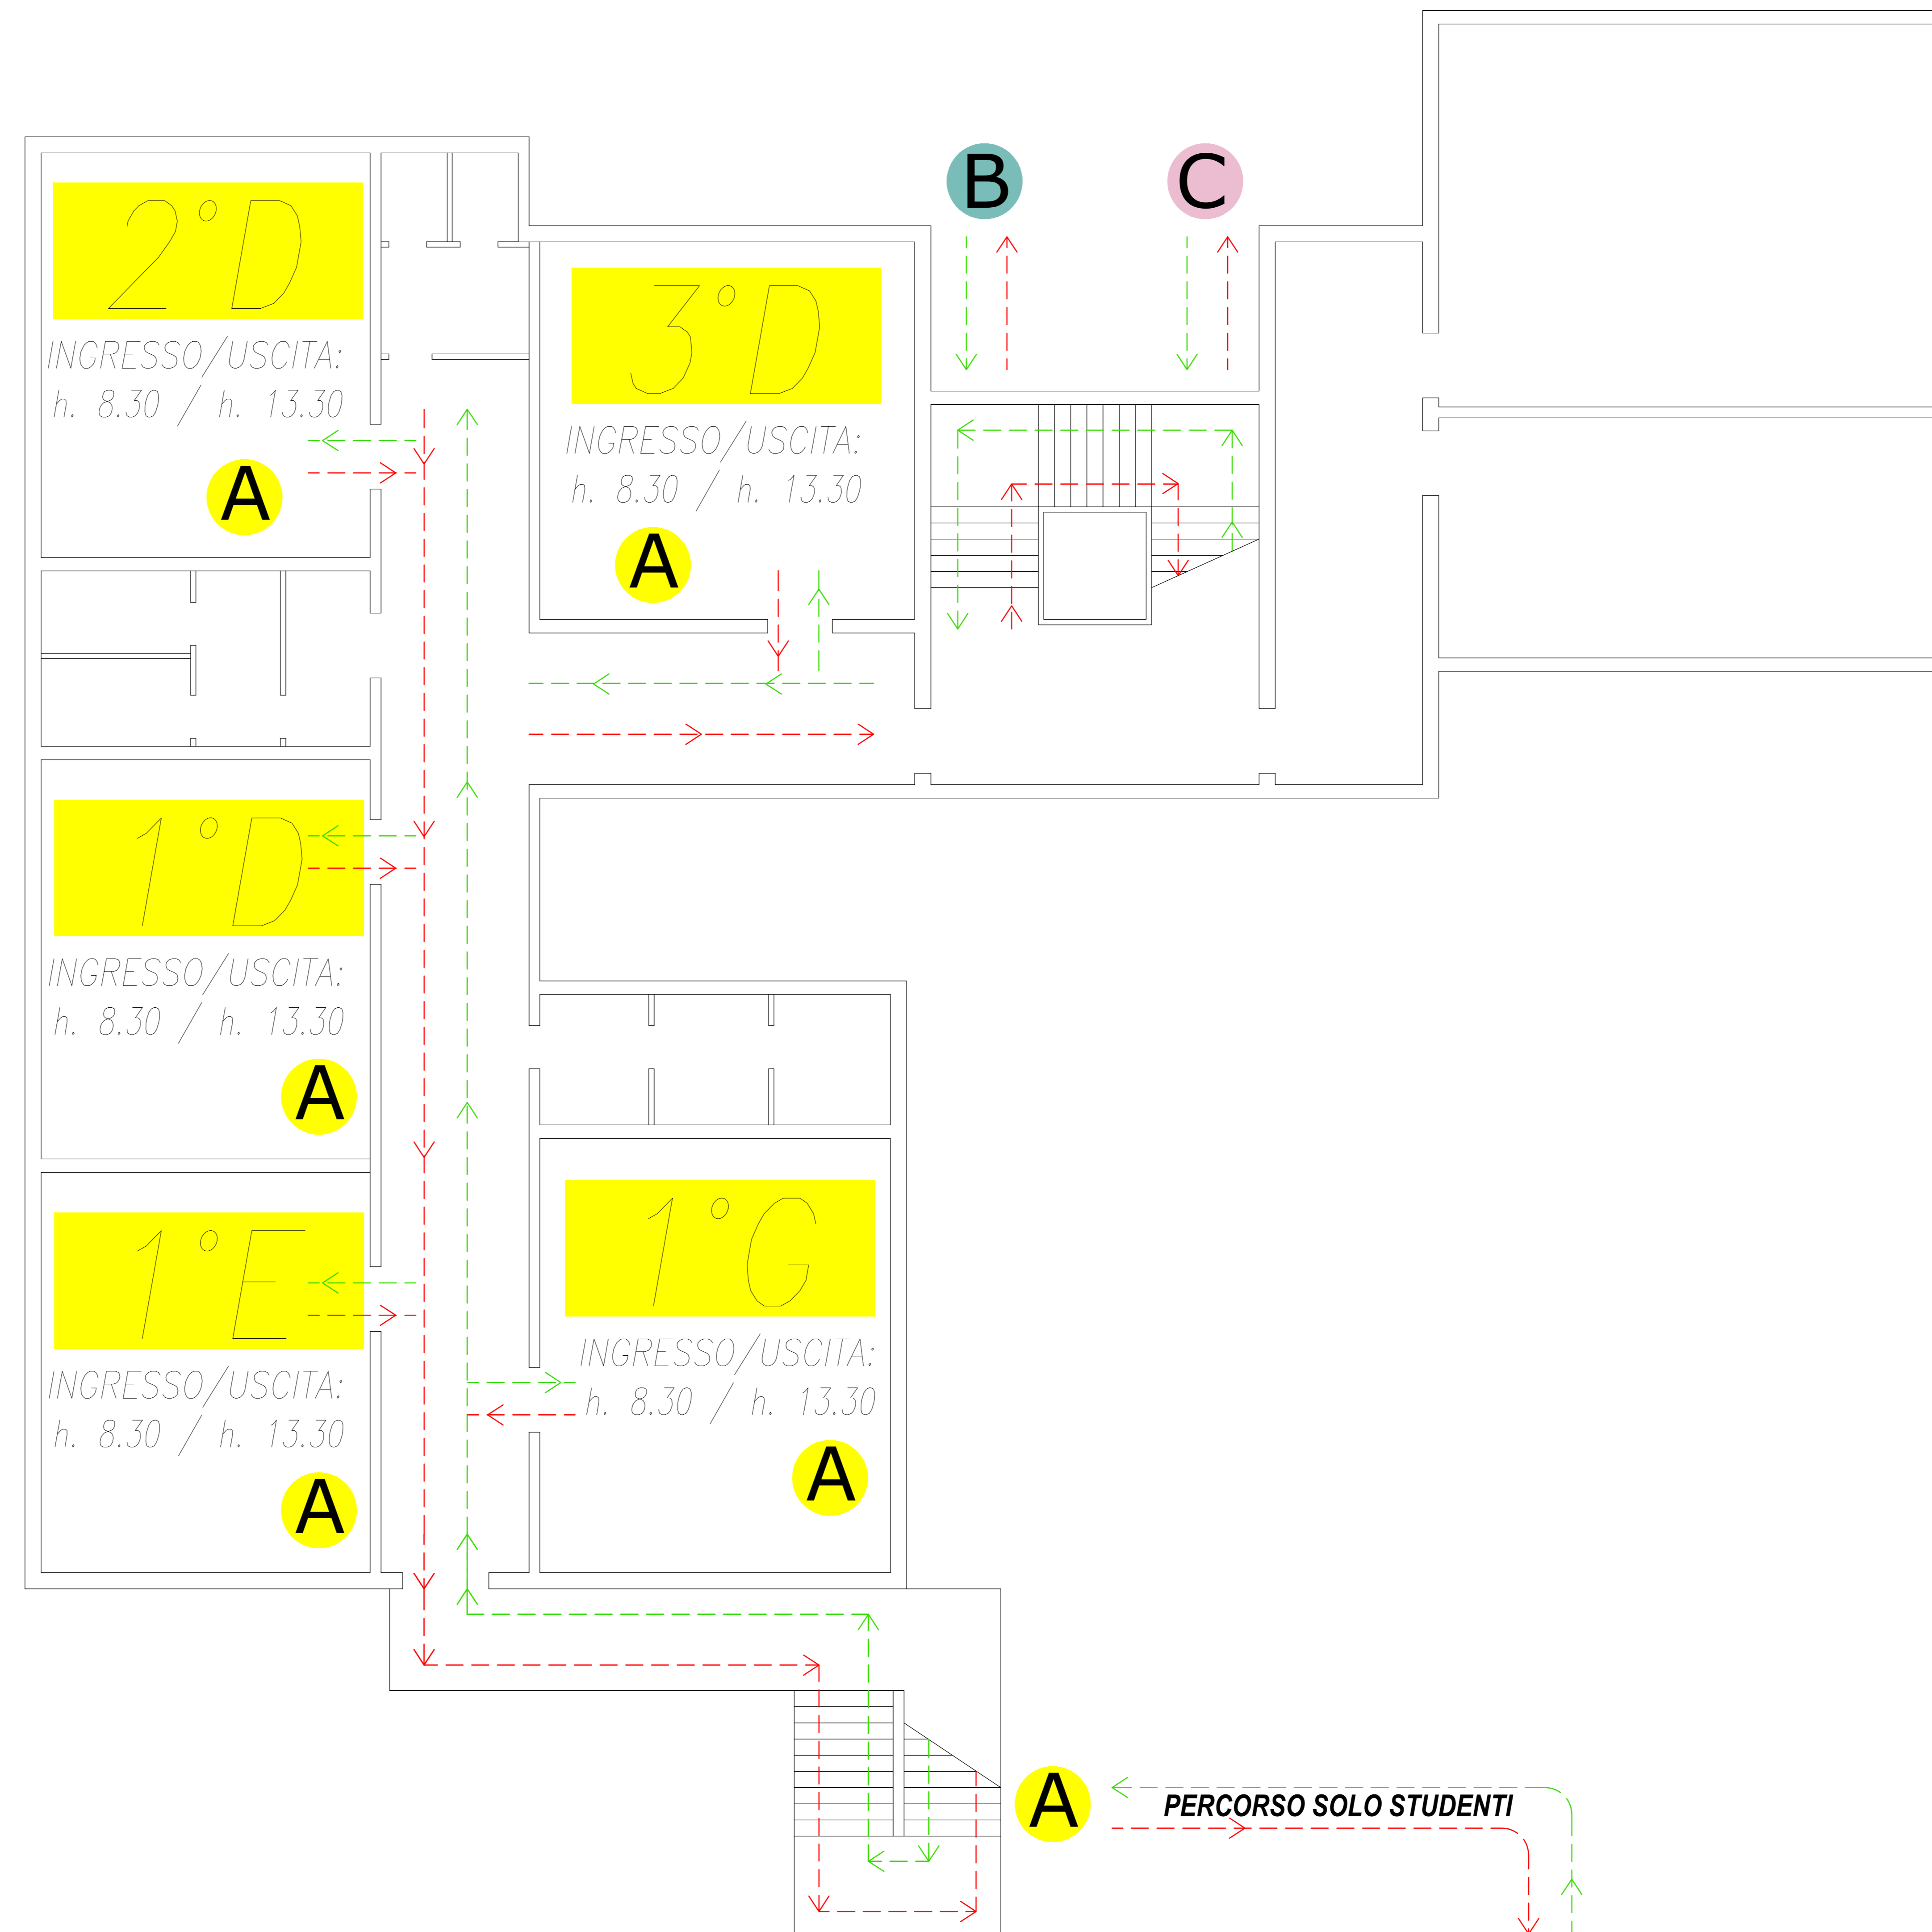 B
C
2°D
INGRESSO/USCITA:
h. 8.30 / h. 13.30
A
3°D
INGRESSO/USCITA:
h. 8.30 / h. 13.30
A
1°D
INGRESSO/USCITA:
h. 8.30 / h. 13.30
A
1°E
INGRESSO/USCITA:
h. 8.30 / h. 13.30
A
1°G
INGRESSO/USCITA:
h. 8.30 / h. 13.30
A
A
PERCORSO SOLO STUDENTI